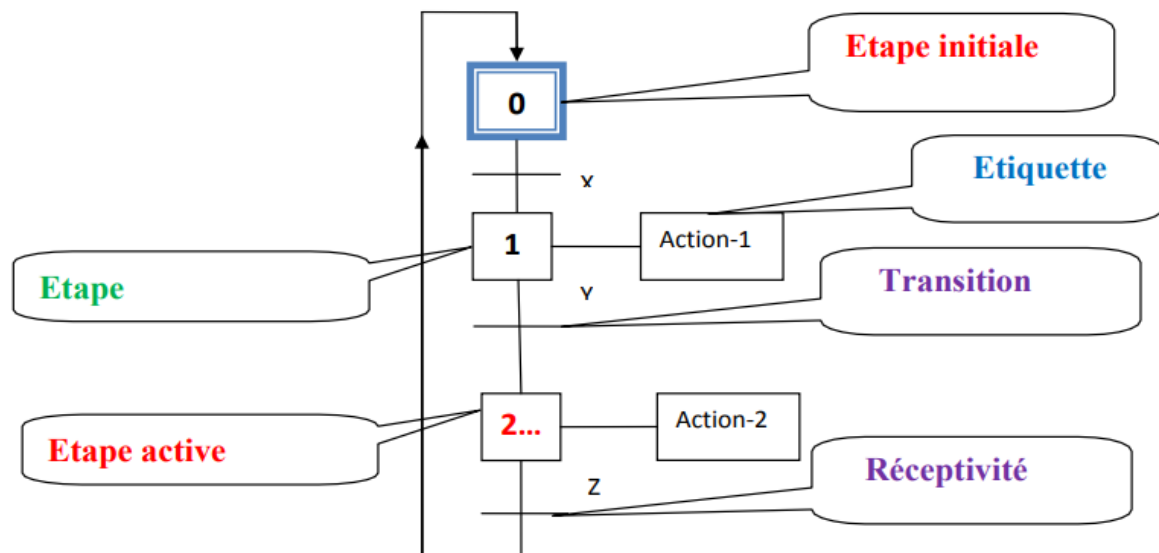 Etape initiale
0
Etiquette
X
1
Action-1
Etape
Transition
Y
2...
Action-2
Etape active
Réceptivité
Z